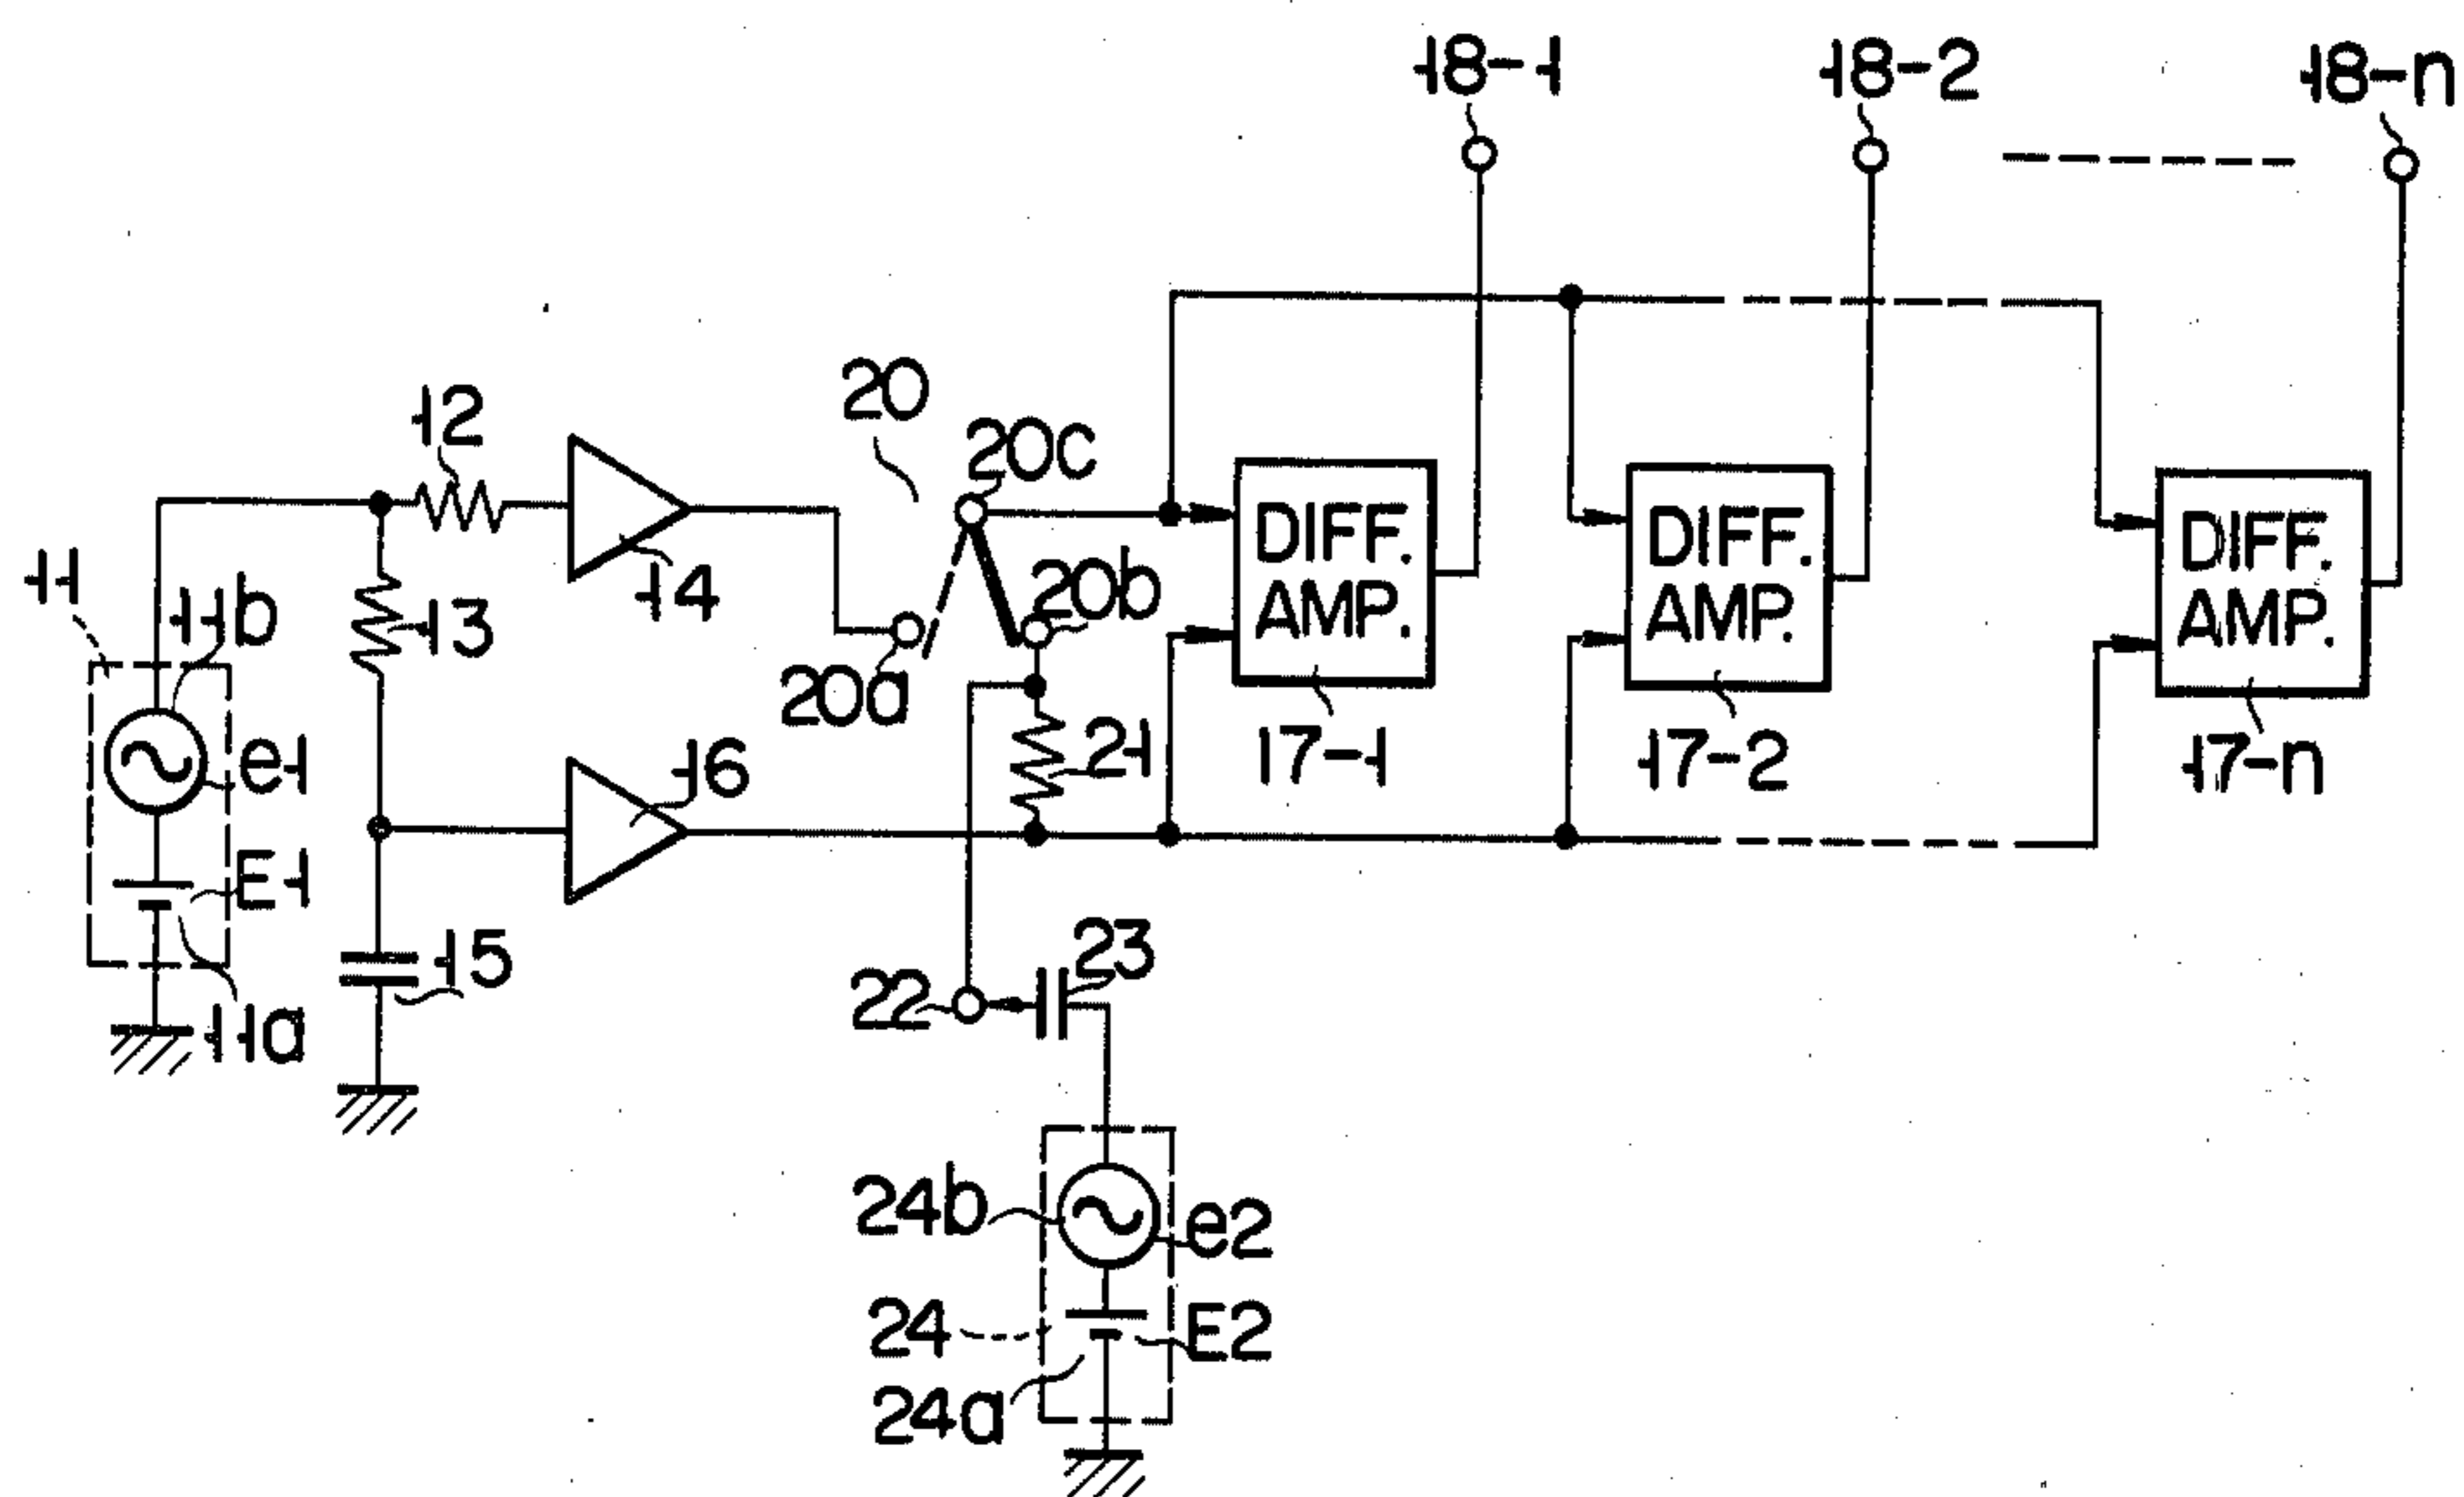 18-1
18-2
18-n
12
20
20c
11
11b
13
14
20b
DIFF.
AMP.
DIFF.
AMP.
DIFF.
AMP.
20a
e1
16
21
17-1
17-2
17-n
E1
15
23
22
11a
24b
e2
24
E2
24a